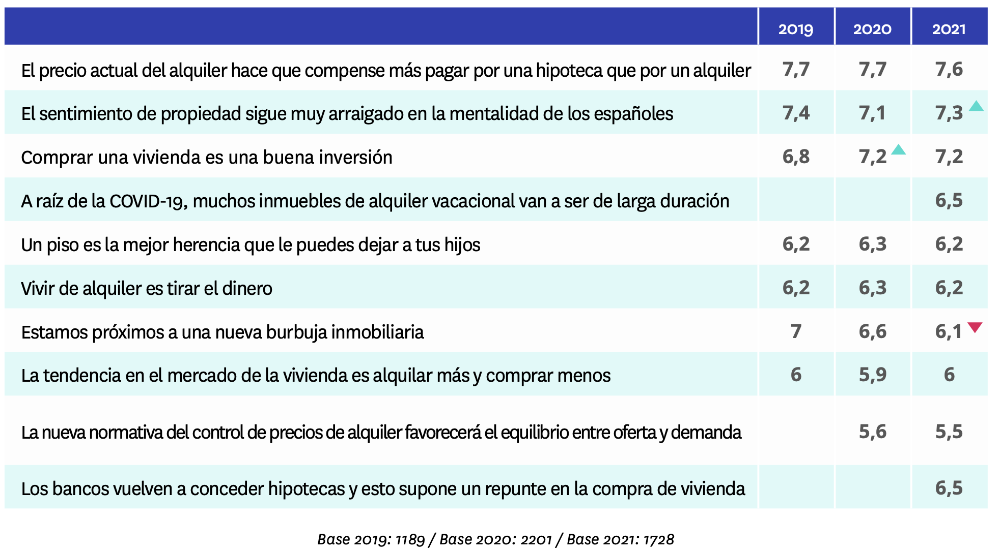 2019 2020 2021
El precio actual del alquiler hace que compense más pagar por una hipoteca que por un alquiler 7,7 7,7 7,6
El sentimiento de propiedad sigue muy arraigado en la mentalidad de los españoles 7,4 7,1 7,3
Comprar una vivienda es una buena inversión 6,8 7,2 7,2
A raíz de la COVID-19, muchos inmuebles de alquiler vacacional van a ser de larga duración 6,5
Un piso es la mejor herencia que le puedes dejar a tus hijos 6,2 6,3 6,2
Vivir de alquiler es tirar el dinero 6,2 6,3 6,2
Estamos próximos a una nueva burbuja inmobiliaria 7 6,6 6,1
La tendencia en el mercado de la vivienda es alquilar más y comprar menos 6 5,9 6
La nueva normativa del control de precios de alquiler favorecerá el equilibrio entre oferta y demanda 5,6 5,5
Los bancos vuelven a conceder hipotecas y esto supone un repunte en la compra de vivienda 6,5
Base 2019: 1189 / Base 2020: 2201 / Base 2021: 1728